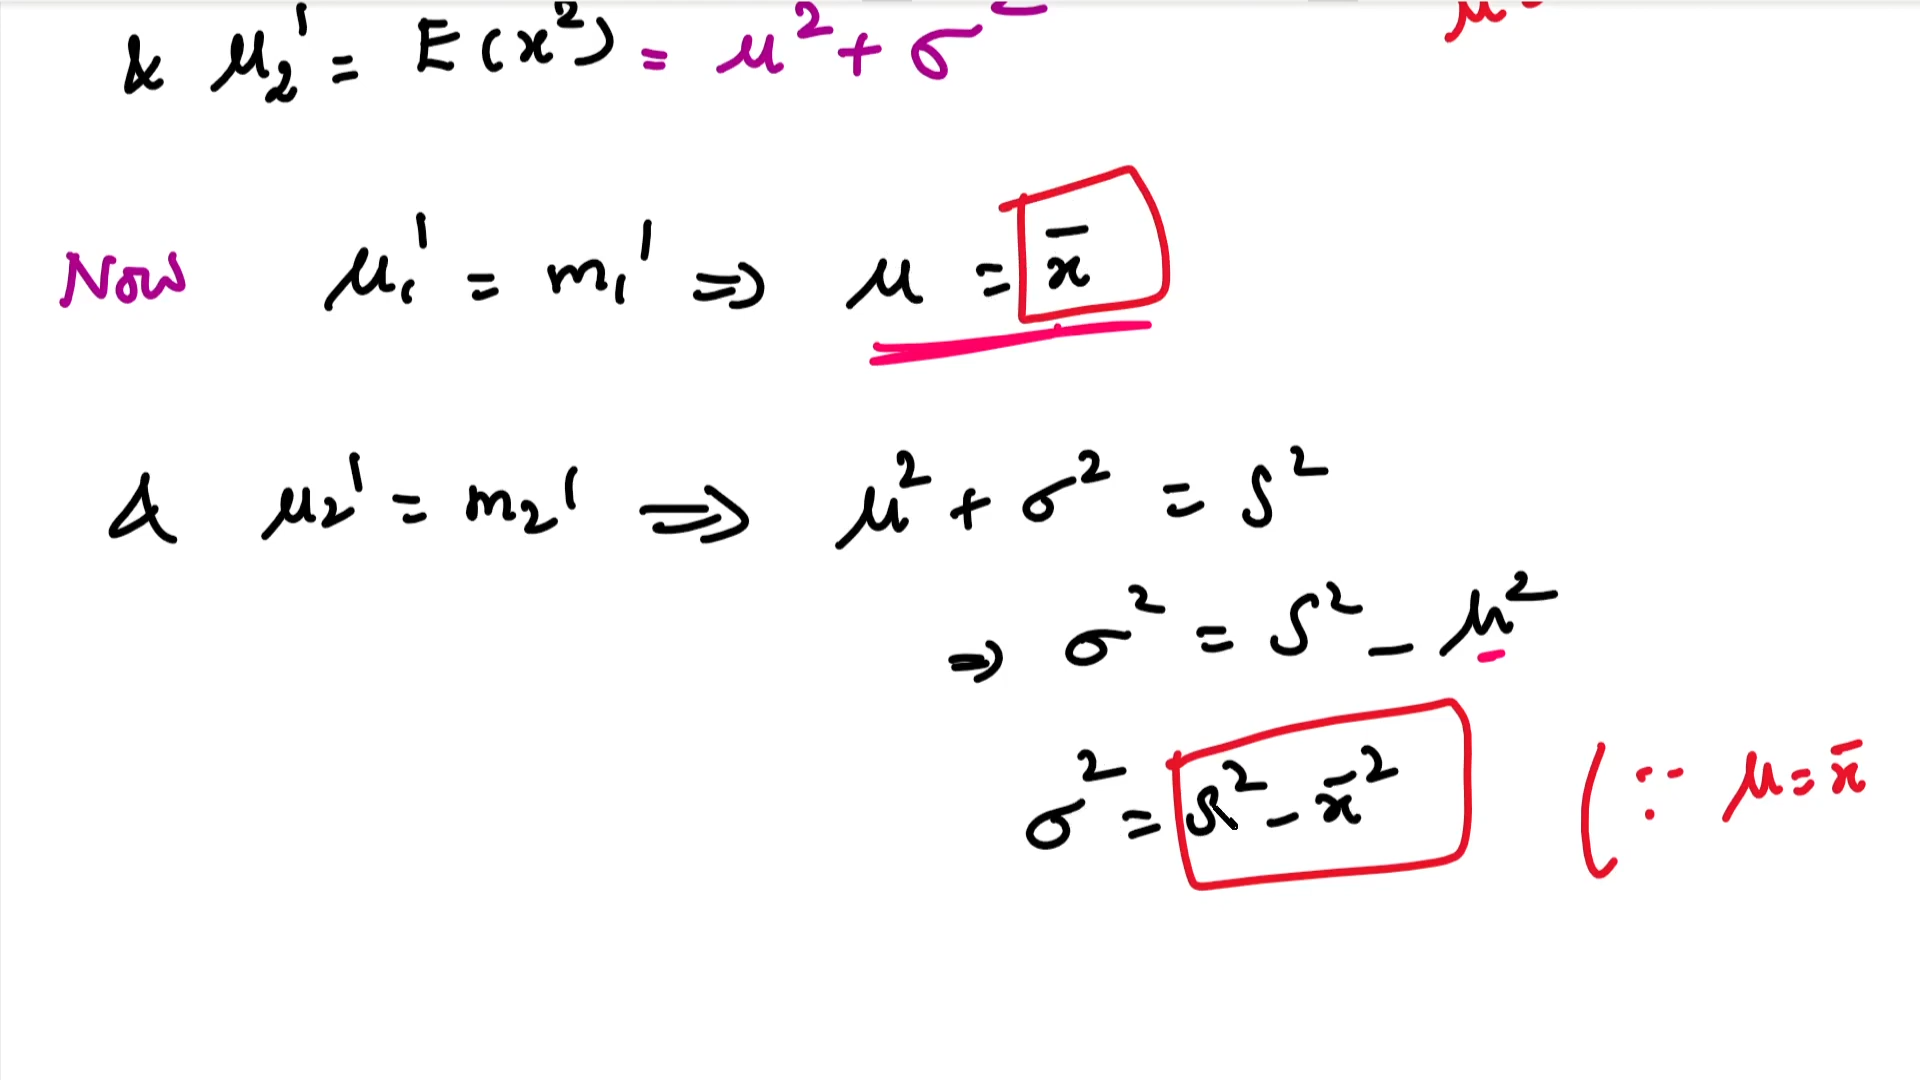 & μ₂' = E(x²) = μ² + σ²
Now μ₁' = m₁' ⇒ μ = x̄
& μ₂' = m₂' ⇒ μ² + σ² = s²
⇒ σ² = s² - μ²
σ² = s² - x̄² (∵ μ = x̄